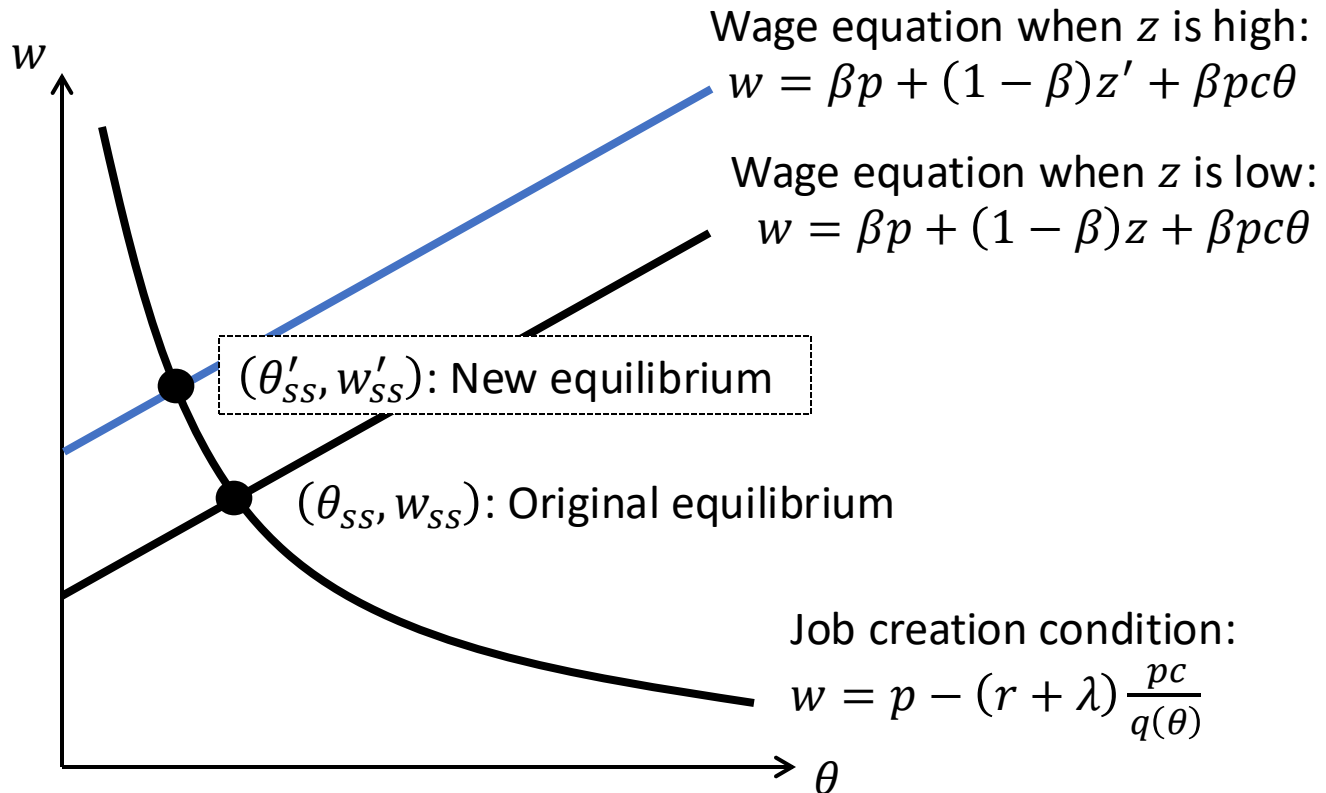 w
Wage equation when z is high:
w = βp + (1 − β)z′ + βpcθ
Wage equation when z is low:
w = βp + (1 − β)z + βpcθ
(θ′ss, w′ss): New equilibrium
(θss, wss): Original equilibrium
Job creation condition:
w = p − (r + λ) pc/q(θ)
θ